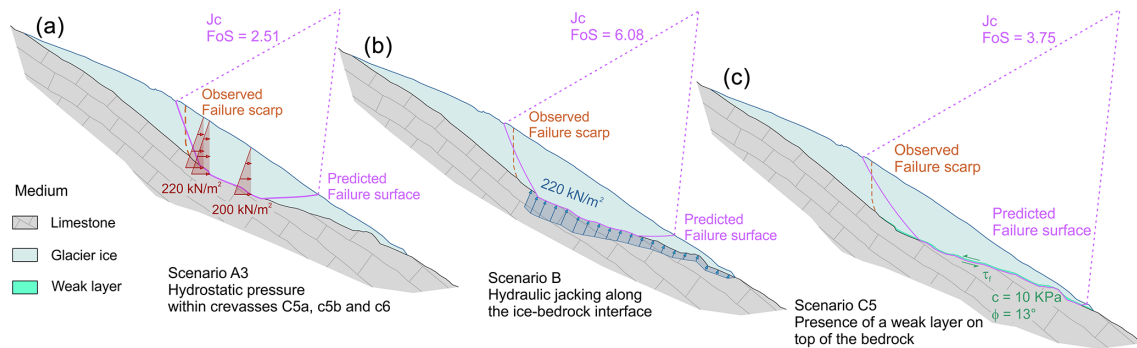 (a)
Jc
FoS = 2.51
Observed
Failure scarp
220 kN/m²
200 kN/m²
Predicted
Failure surface
Medium
Limestone
Glacier ice
Weak layer
Scenario A3
Hydrostatic pressure
within crevasses C5a, c5b and c6
(b)
Jc
FoS = 6.08
Observed
Failure scarp
220 kN/m²
Predicted
Failure surface
Scenario B
Hydraulic jacking along
the ice-bedrock interface
(c)
Jc
FoS = 3.75
Observed
Failure scarp
Predicted
Failure surface
τf
c = 10 KPa
ϕ = 13°
Scenario C5
Presence of a weak layer on
top of the bedrock